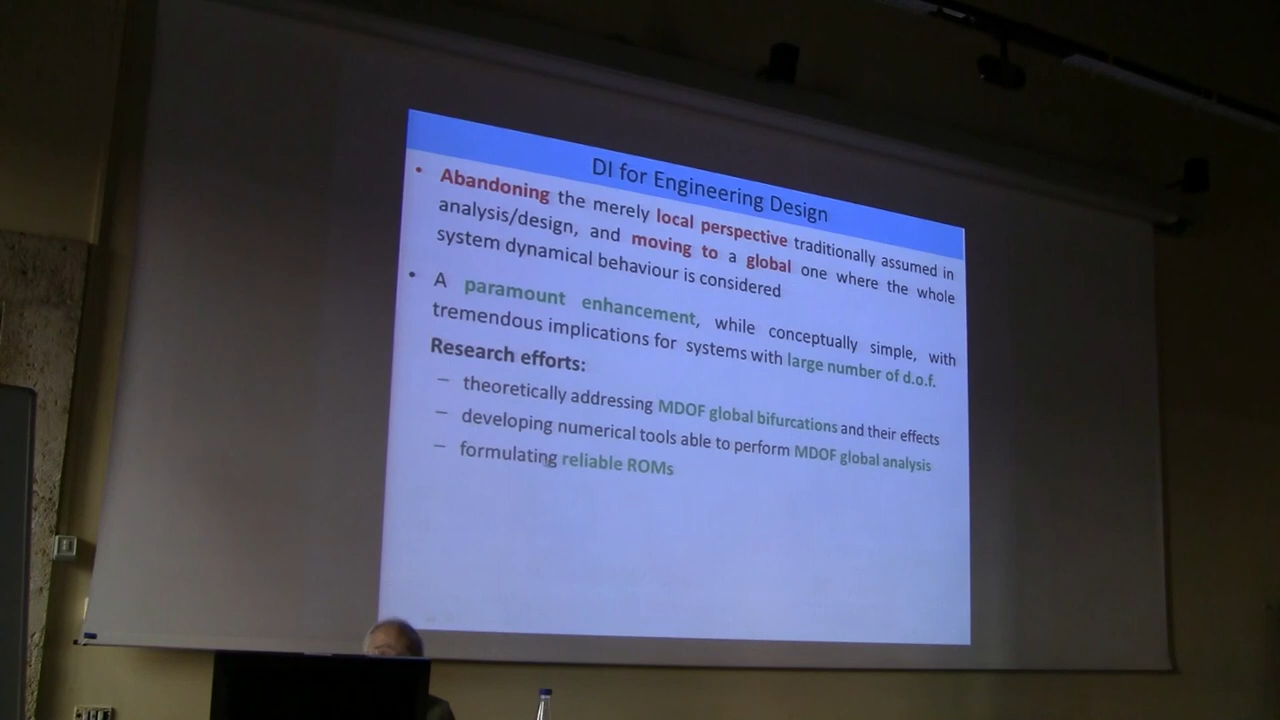 DI for Engineering Design
• Abandoning the merely local perspective traditionally assumed in
analysis/design, and moving to a global one where the whole
system dynamical behaviour is considered
• A paramount enhancement, while conceptually simple, with
tremendous implications for systems with large number of d.o.f.
Research efforts:
– theoretically addressing MDOF global bifurcations and their effects
– developing numerical tools able to perform MDOF global analysis
– formulating reliable ROMs